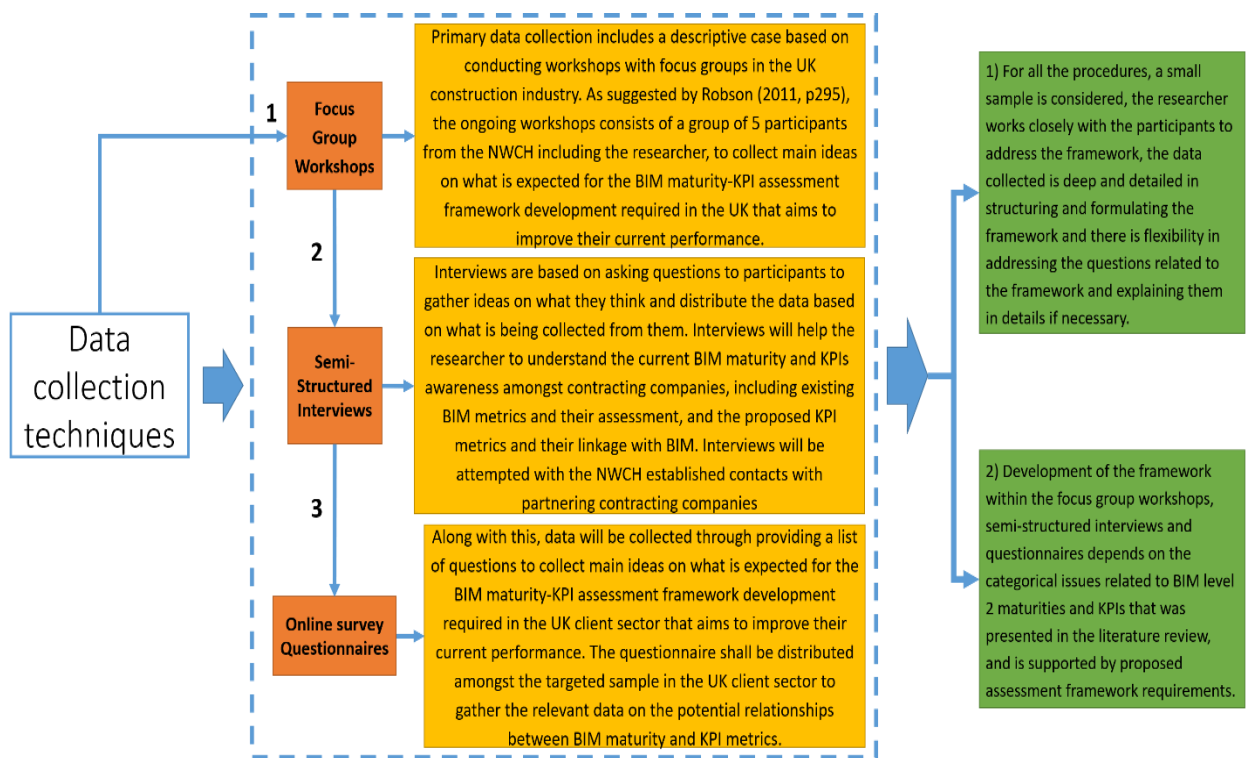 Data
collection
techniques
1
Focus
Group
Workshops
Primary data collection includes a descriptive case based on
conducting workshops with focus groups in the UK
construction industry. As suggested by Robson (2011, p295),
the ongoing workshops consists of a group of 5 participants
from the NWCH including the researcher, to collect main ideas
on what is expected for the BIM maturity-KPI assessment
framework development required in the UK that aims to
improve their current performance.
2
Semi-
Structured
Interviews
Interviews are based on asking questions to participants to
gather ideas on what they think and distribute the data based
on what is being collected from them. Interviews will help the
researcher to understand the current BIM maturity and KPIs
awareness amongst contracting companies, including existing
BIM metrics and their assessment, and the proposed KPI
metrics and their linkage with BIM. Interviews will be
attempted with the NWCH established contacts with
partnering contracting companies
3
Online survey
Questionnaires
Along with this, data will be collected through providing a list
of questions to collect main ideas on what is expected for the
BIM maturity-KPI assessment framework development
required in the UK client sector that aims to improve their
current performance. The questionnaire shall be distributed
amongst the targeted sample in the UK client sector to
gather the relevant data on the potential relationships
between BIM maturity and KPI metrics.
1) For all the procedures, a small
sample is considered, the researcher
works closely with the participants to
address the framework, the data
collected is deep and detailed in
structuring and formulating the
framework and there is flexibility in
addressing the questions related to
the framework and explaining them
in details if necessary.
2) Development of the framework
within the focus group workshops,
semi-structured interviews and
questionnaires depends on the
categorical issues related to BIM level
2 maturities and KPIs that was
presented in the literature review,
and is supported by proposed
assessment framework requirements.